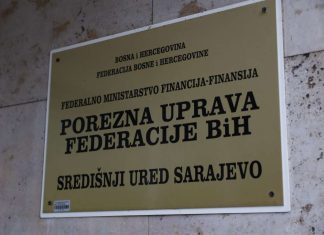 BOSNA i HERCEGOVINA
FEDERACIJA BOSNE i HERCEGOVINE
FEDERALNO MINISTARSTVO FINANCIJA-FINANSIJA
POREZNA UPRAVA
FEDERACIJE BiH
SREDIŠNJI URED SARAJEVO